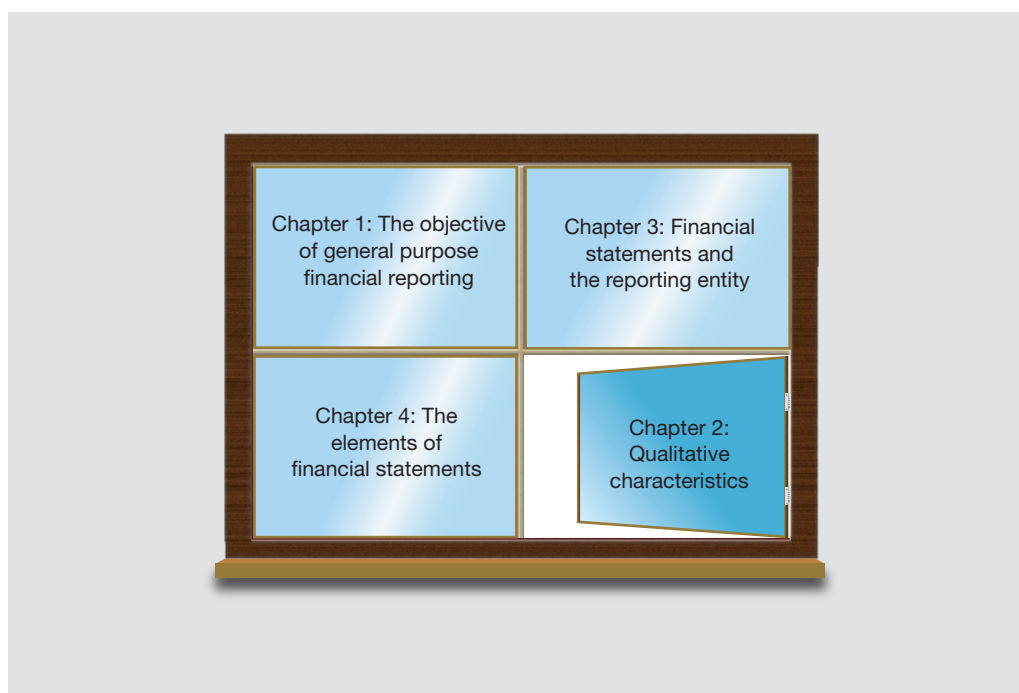 Chapter 1: The objective
of general purpose
financial reporting
Chapter 3: Financial
statements and
the reporting entity
Chapter 4: The
elements of
financial statements
Chapter 2:
Qualitative
characteristics